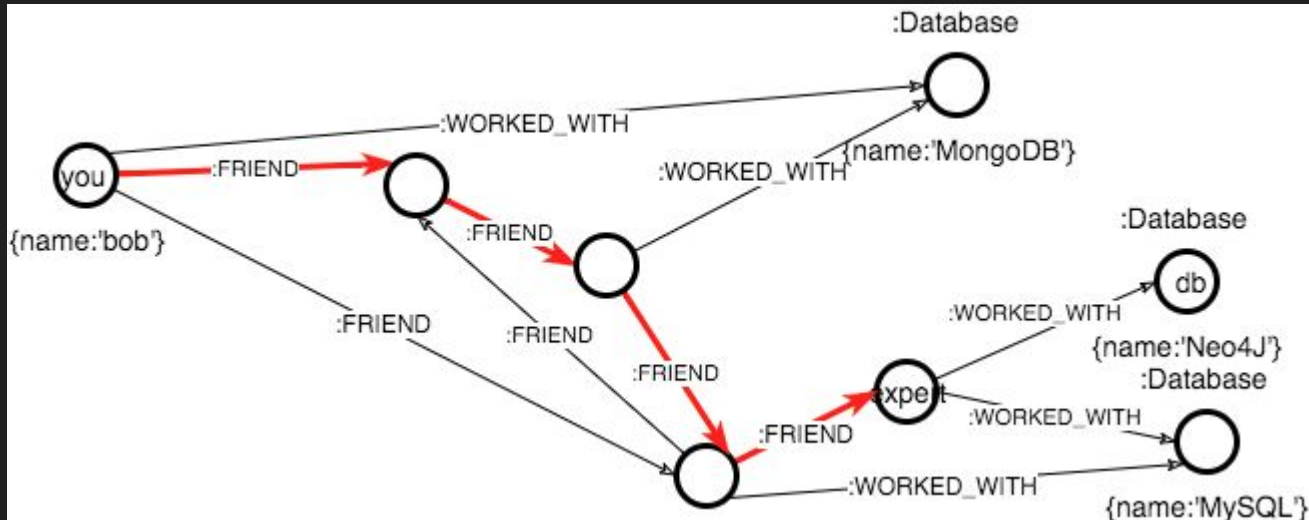 :Database
:WORKED_WITH
{name:'MongoDB'}
:FRIEND
you
:WORKED_WITH
{name:'bob'}
:FRIEND
:Database
db
:FRIEND
:FRIEND
:WORKED_WITH
{name:'Neo4J'}
:FRIEND
:Database
expert
:WORKED_WITH
:FRIEND
:WORKED_WITH
{name:'MySQL'}